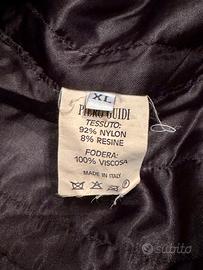 XL
PIERO GUIDI
TESSUTO:
92% NYLON
8% RESINE
FODERA:
100% VISCOSA
MADE IN ITALY
subito